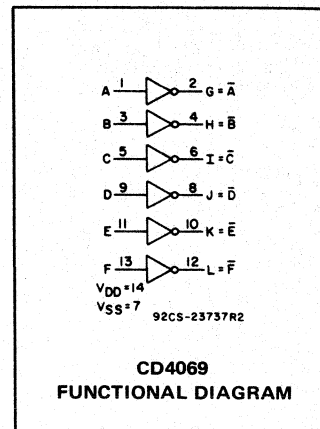 A 1 2 G = A̅
B 3 4 H = B̅
C 5 6 I = C̅
D 9 8 J = D̅
E 11 10 K = E̅
F 13 12 L = F̅
VDD = 14
VSS = 7
92CS-23737R2
CD4069
FUNCTIONAL DIAGRAM